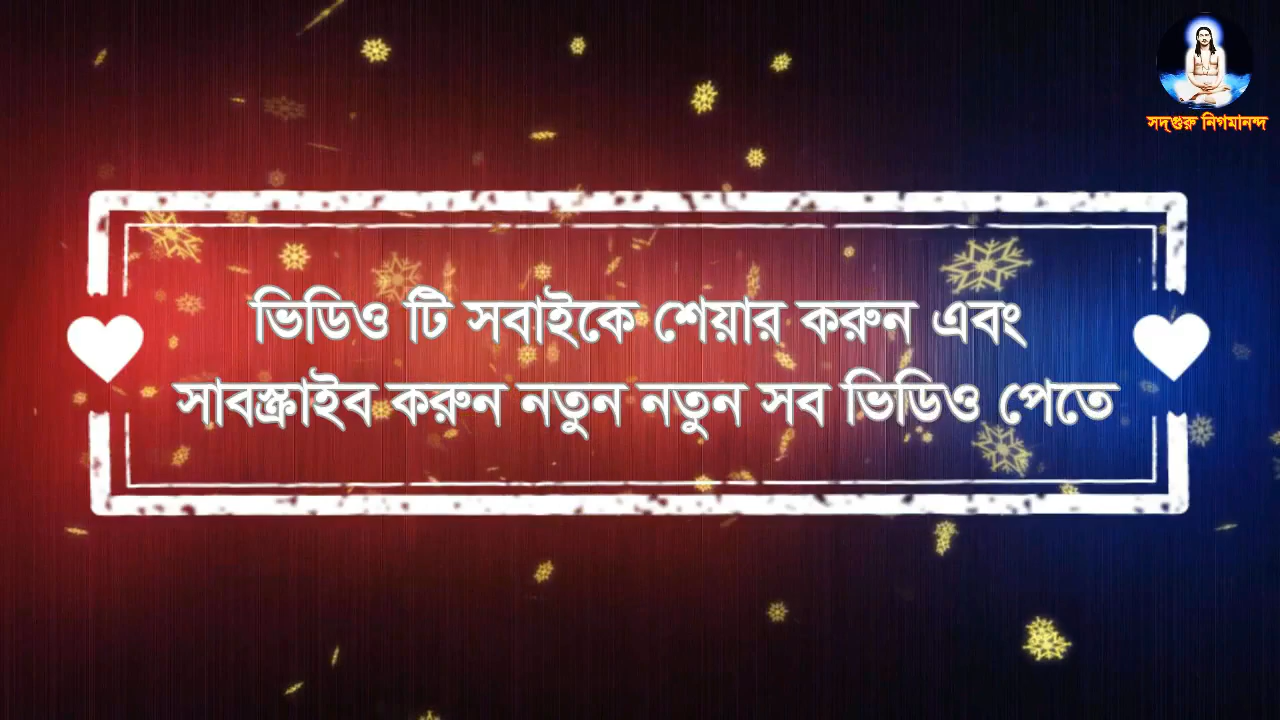 সদ্‌গুরু নিগমানন্দ
ভিডিও টি সবাইকে শেয়ার করুন এবং
সাবস্ক্রাইব করুন নতুন নতুন সব ভিডিও পেতে